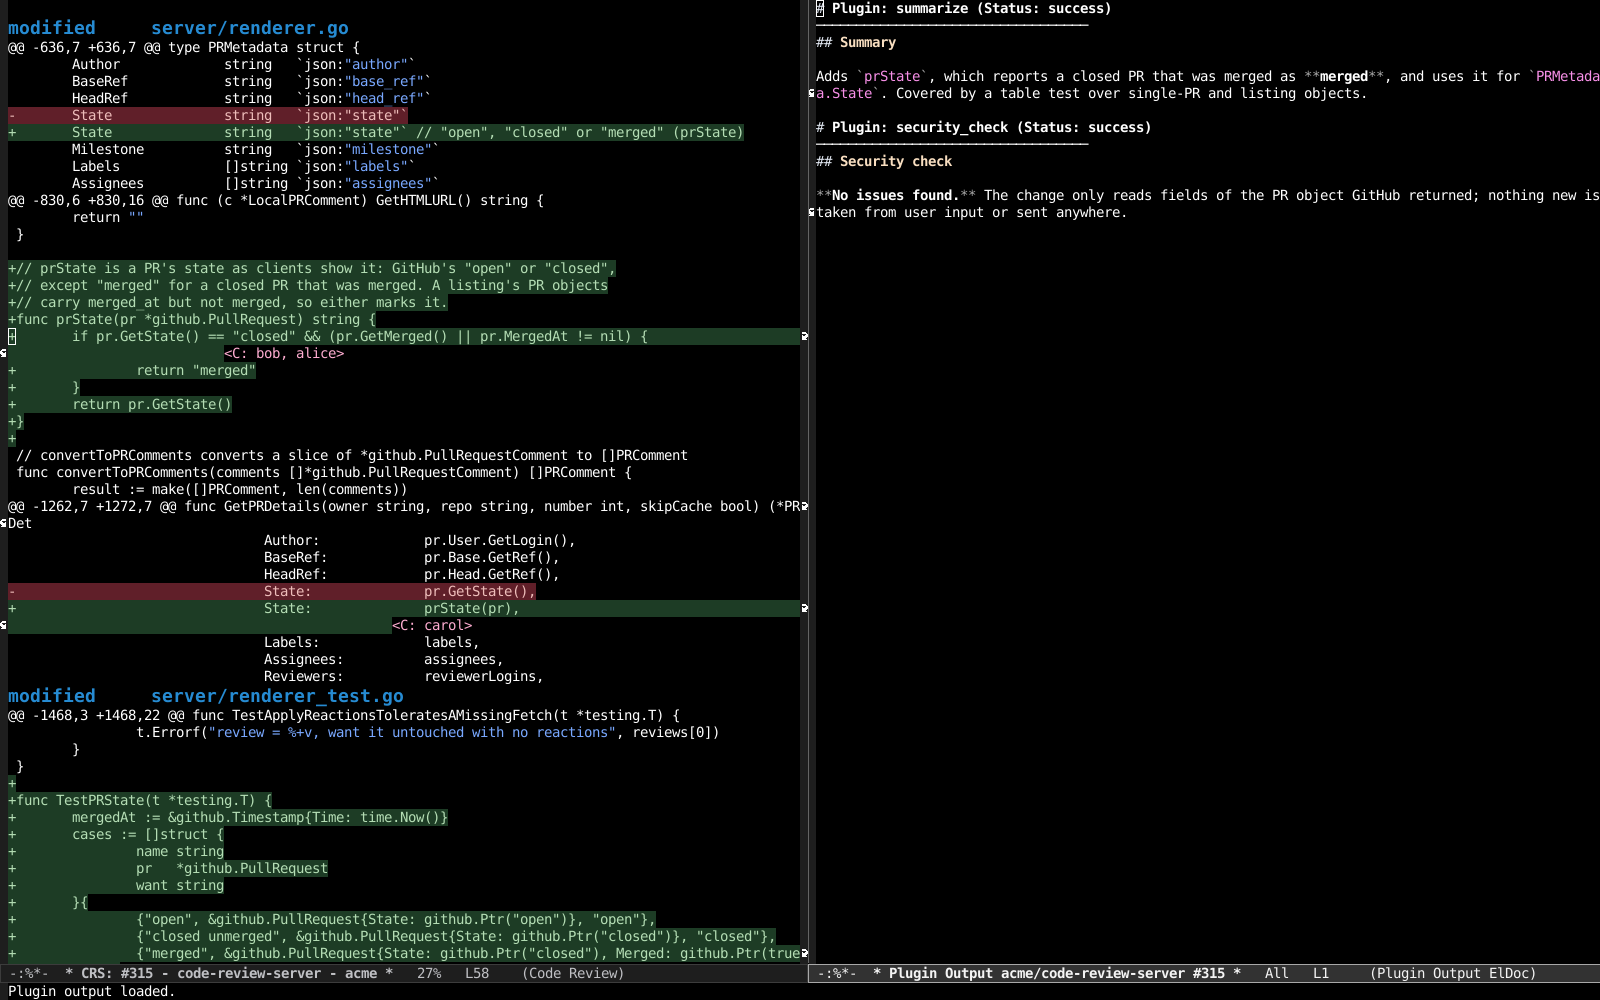 modified     server/renderer.go
@@ -636,7 +636,7 @@ type PRMetadata struct {
        Author             string   `json:"author"`
        BaseRef            string   `json:"base_ref"`
        HeadRef            string   `json:"head_ref"`
-       State              string   `json:"state"`
+       State              string   `json:"state"` // "open", "closed" or "merged" (prState)
        Milestone          string   `json:"milestone"`
        Labels             []string `json:"labels"`
        Assignees          []string `json:"assignees"`
@@ -830,6 +830,16 @@ func (c *LocalPRComment) GetHTMLURL() string {
        return ""
 }
+// prState is a PR's state as clients show it: GitHub's "open" or "closed",
+// except "merged" for a closed PR that was merged. A listing's PR objects
+// carry merged_at but not merged, so either marks it.
+func prState(pr *github.PullRequest) string {
+       if pr.GetState() == "closed" && (pr.GetMerged() || pr.MergedAt != nil) {
                           <C: bob, alice>
+               return "merged"
+       }
+       return pr.GetState()
+}
+
 // convertToPRComments converts a slice of *github.PullRequestComment to []PRComment
 func convertToPRComments(comments []*github.PullRequestComment) []PRComment {
        result := make([]PRComment, len(comments))
@@ -1262,7 +1272,7 @@ func GetPRDetails(owner string, repo string, number int, skipCache bool) (*PR
Det
                                Author:             pr.User.GetLogin(),
                                BaseRef:            pr.Base.GetRef(),
                                HeadRef:            pr.Head.GetRef(),
-                               State:              pr.GetState(),
+                               State:              prState(pr),
                                                <C: carol>
                                Labels:             labels,
                                Assignees:          assignees,
                                Reviewers:          reviewerLogins,
modified     server/renderer_test.go
@@ -1468,3 +1468,22 @@ func TestApplyReactionsToleratesAMissingFetch(t *testing.T) {
                t.Errorf("review = %+v, want it untouched with no reactions", reviews[0])
        }
 }
+
+func TestPRState(t *testing.T) {
+       mergedAt := &github.Timestamp{Time: time.Now()}
+       cases := []struct {
+               name string
+               pr   *github.PullRequest
+               want string
+       }{
+               {"open", &github.PullRequest{State: github.Ptr("open")}, "open"},
+               {"closed unmerged", &github.PullRequest{State: github.Ptr("closed")}, "closed"},
+               {"merged", &github.PullRequest{State: github.Ptr("closed"), Merged: github.Ptr(true
-:%*-  * CRS: #315 - code-review-server - acme *   27%   L58    (Code Review)
Plugin output loaded.
# Plugin: summarize (Status: success)
## Summary
Adds `prState`, which reports a closed PR that was merged as **merged**, and uses it for `PRMetada
a.State`. Covered by a table test over single-PR and listing objects.
# Plugin: security_check (Status: success)
## Security check
**No issues found.** The change only reads fields of the PR object GitHub returned; nothing new is
taken from user input or sent anywhere.
-:%*-  * Plugin Output acme/code-review-server #315 *   All   L1     (Plugin Output ElDoc)